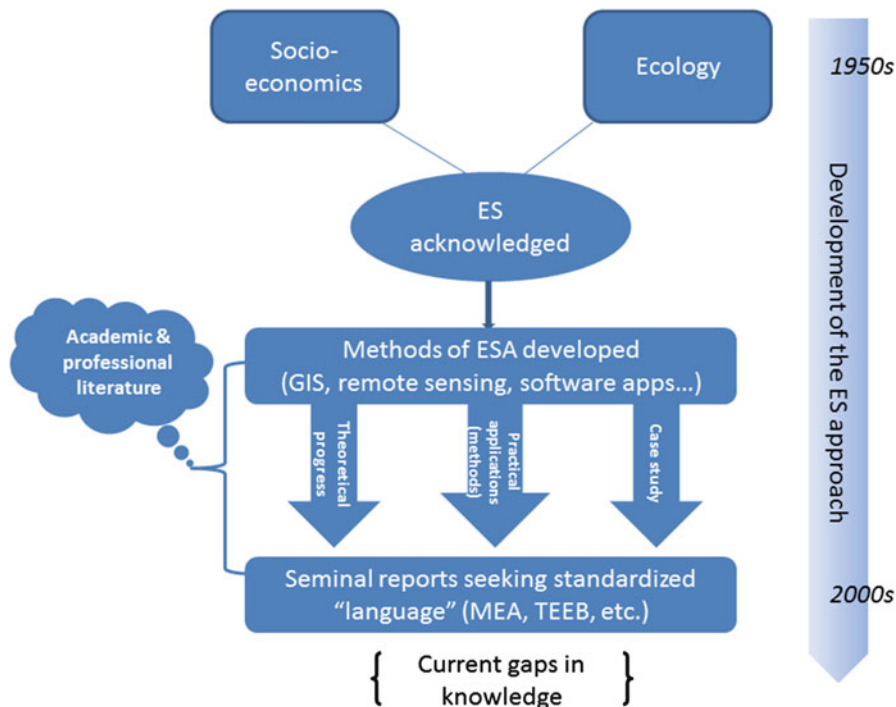 Socio-
economics
Ecology
1950s
ES
acknowledged
Development of the ES approach
Academic &
professional
literature
Methods of ESA developed
(GIS, remote sensing, software apps...)
Theoretical
progress
Practical
applications
(methods)
Case study
Seminal reports seeking standardized
“language” (MEA, TEEB, etc.)
2000s
{ Current gaps in }
knowledge